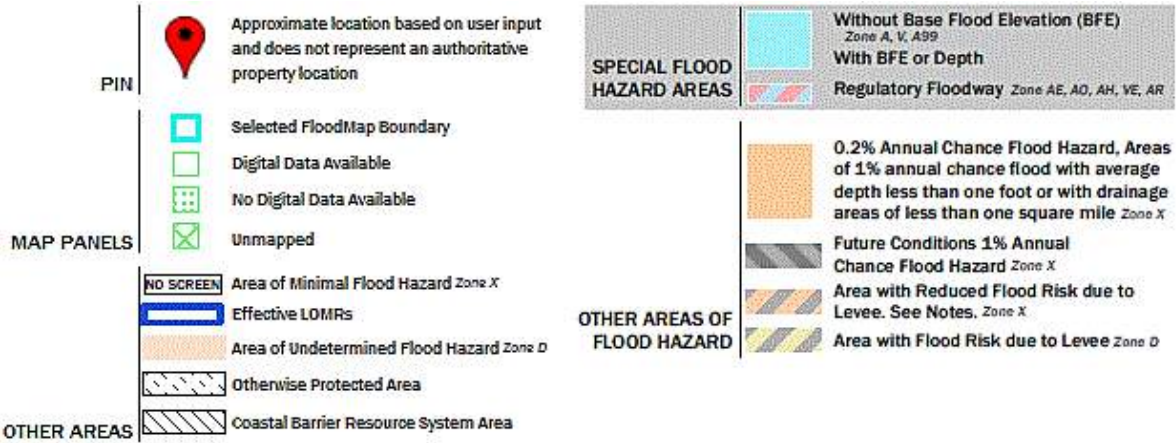 Approximate location based on user input
and does not represent an authoritative
property location
PIN
Selected FloodMap Boundary
Digital Data Available
No Digital Data Available
Unmapped
MAP PANELS
NO SCREEN Area of Minimal Flood Hazard Zone X
Effective LOMRs
Area of Undetermined Flood Hazard Zone D
Otherwise Protected Area
Coastal Barrier Resource System Area
OTHER AREAS
Without Base Flood Elevation (BFE)
Zone A, V, A99
With BFE or Depth
Regulatory Floodway Zone AE, AO, AH, VE, AR
SPECIAL FLOOD
HAZARD AREAS
0.2% Annual Chance Flood Hazard, Areas
of 1% annual chance flood with average
depth less than one foot or with drainage
areas of less than one square mile Zone X
Future Conditions 1% Annual
Chance Flood Hazard Zone X
Area with Reduced Flood Risk due to
Levee. See Notes. Zone X
Area with Flood Risk due to Levee Zone D
OTHER AREAS OF
FLOOD HAZARD